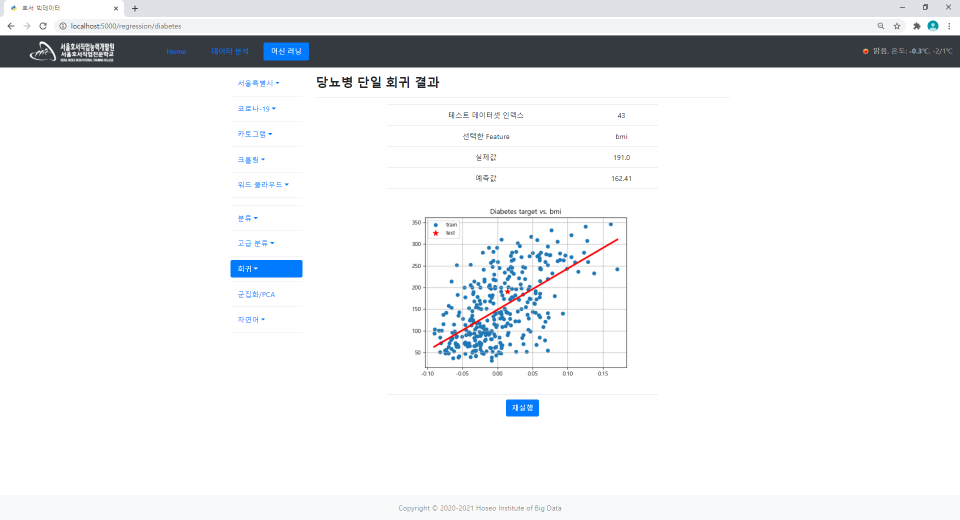 호서 빅데이터
localhost:5000/regression/diabetes
서울호서직업능력개발원
서울호서직업전문학교
Home
데이터 분석
머신 러닝
맑음, 온도: -0.3℃, -2/1℃
서울특별시
코로나-19
카토그램
크롤링
워드 클라우드
분류
고급 분류
회귀
군집화/PCA
자연어
당뇨병 단일 회귀 결과
테스트 데이터셋 인덱스 43
선택한 Feature bmi
실제값 191.0
예측값 162.41
Diabetes target vs. bmi
train
test
350
300
250
200
150
100
50
-0.10 -0.05 0.00 0.05 0.10 0.15
재실행
Copyright © 2020-2021 Hoseo Institute of Big Data